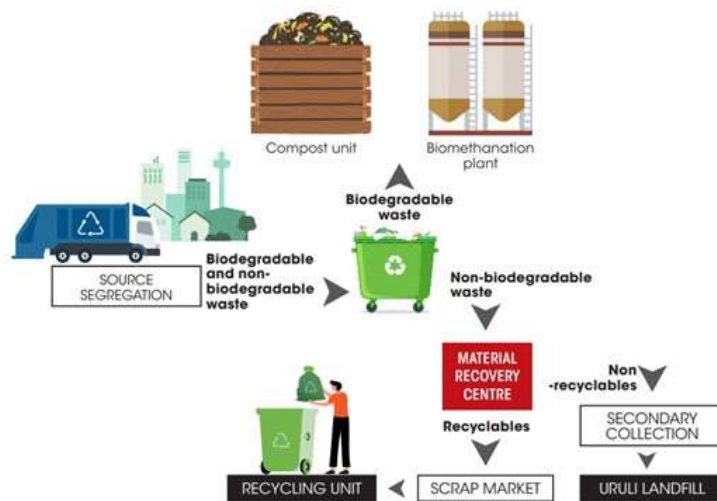 Compost unit
Biomethanation
plant
Biodegradable
waste
Biodegradable
and non-
biodegradable
waste
SOURCE
SEGREGATION
Non-biodegradable
waste
MATERIAL
RECOVERY
CENTRE
Non
-recyclables
Recyclables
SECONDARY
COLLECTION
RECYCLING UNIT
SCRAP MARKET
URULI LANDFILL